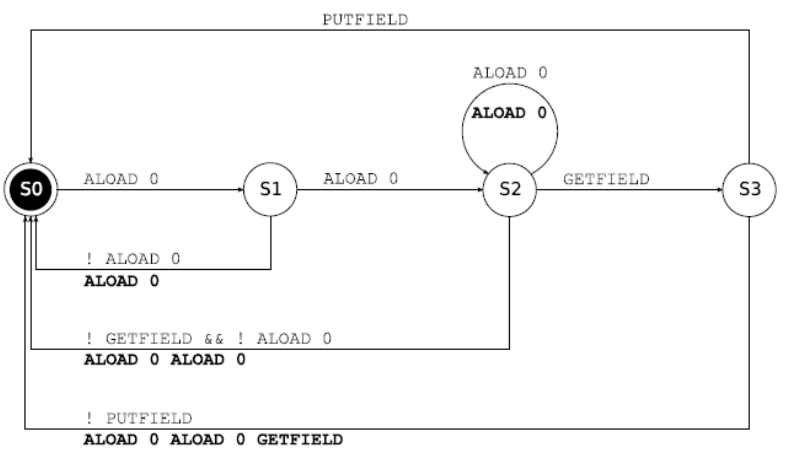 PUTFIELD
ALOAD 0
ALOAD 0
S0
ALOAD 0
S1
ALOAD 0
S2
GETFIELD
S3
! ALOAD 0
ALOAD 0
! GETFIELD && ! ALOAD 0
ALOAD 0 ALOAD 0
! PUTFIELD
ALOAD 0 ALOAD 0 GETFIELD